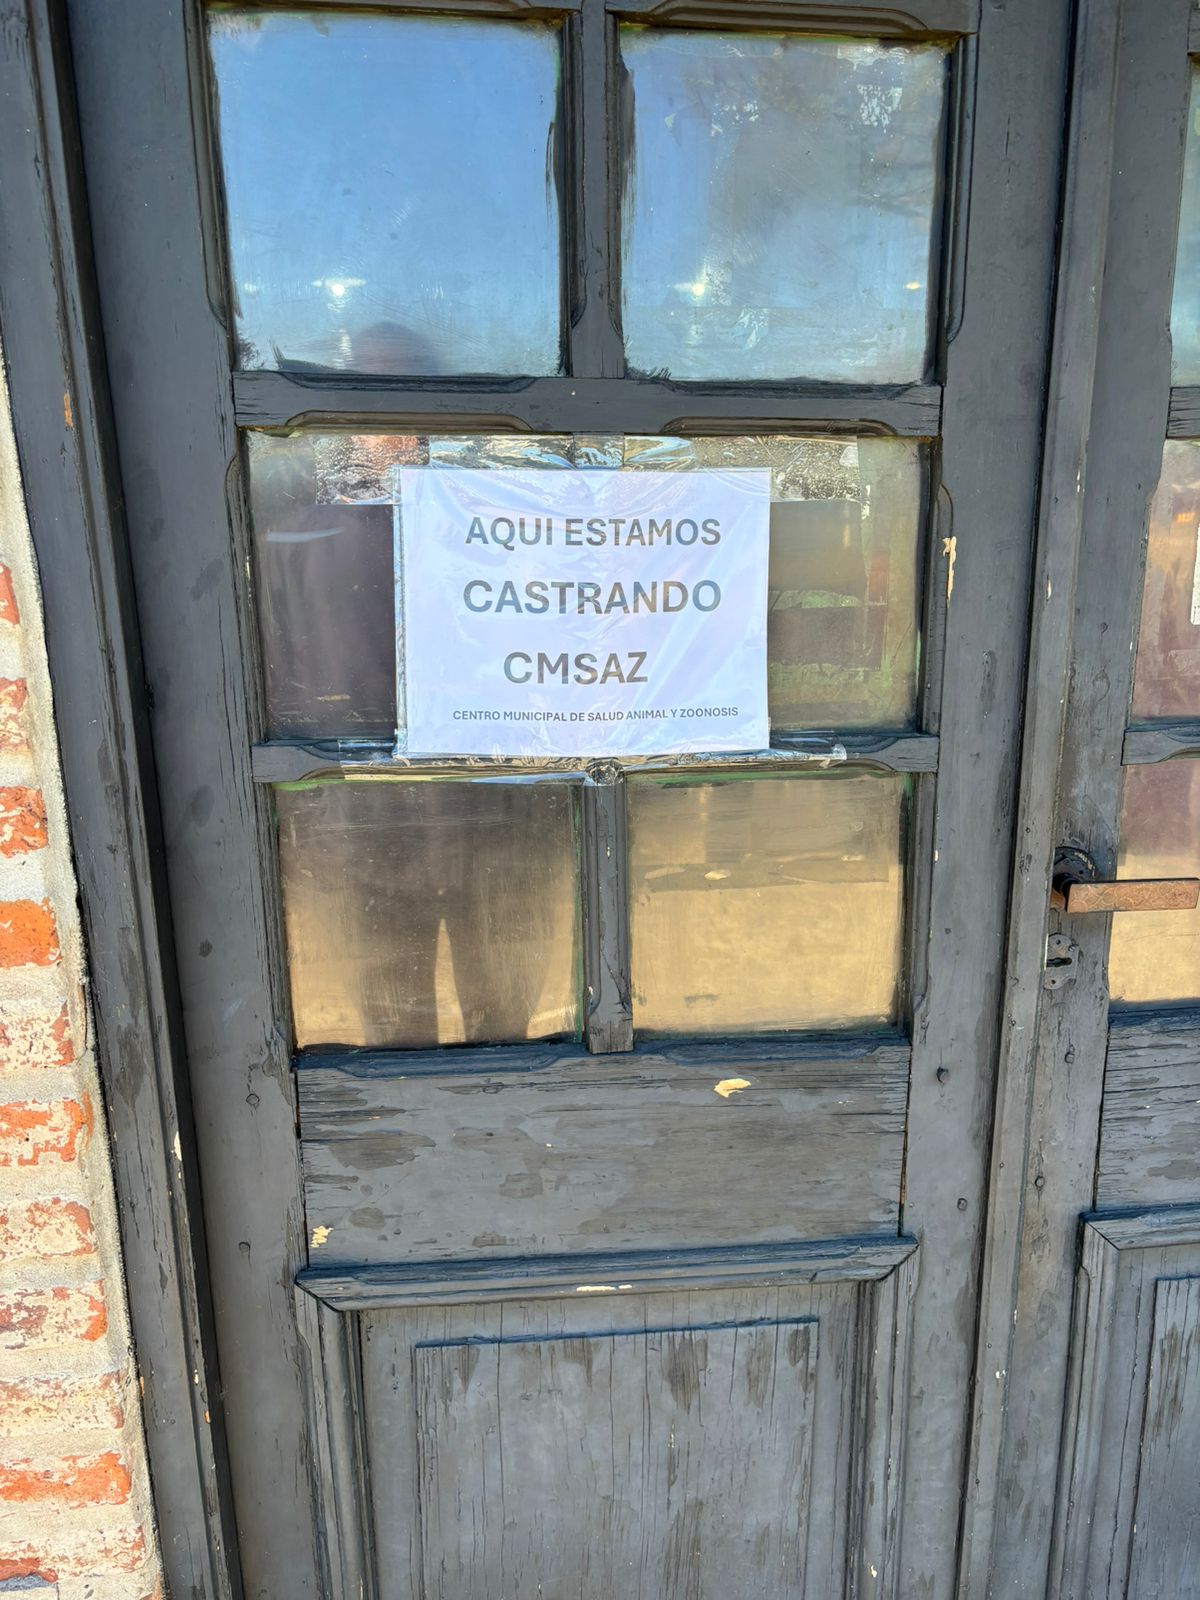 AQUI ESTAMOS
CASTRANDO
CMSAZ
CENTRO MUNICIPAL DE SALUD ANIMAL Y ZOONOSIS